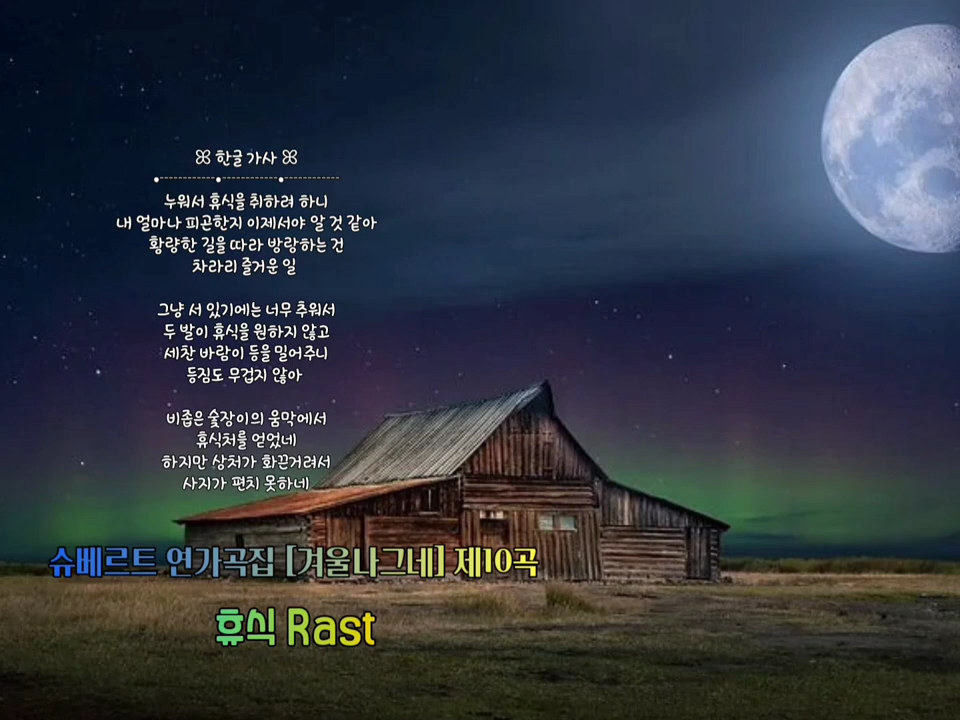 ꕤ 한글 가사 ꕤ
누워서 휴식을 취하려 하니
내 얼마나 피곤한지 이제서야 알 것 같아
황량한 길을 따라 방랑하는 건
차라리 즐거운 일
그냥 서 있기에는 너무 추워서
두 발이 휴식을 원하지 않고
세찬 바람이 등을 밀어주니
등짐도 무겁지 않아
비좁은 숯장이의 움막에서
휴식처를 얻었네
하지만 상처가 화끈거려서
사지가 편치 못하네
슈베르트 연가곡집 [겨울나그네] 제10곡
휴식 Rast